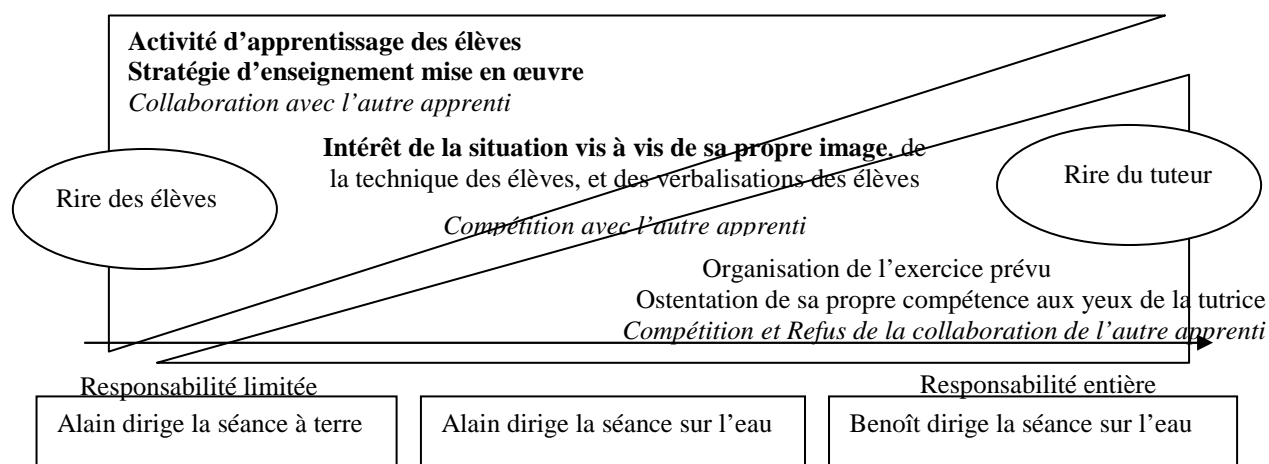 Activité d'apprentissage des élèves
Stratégie d'enseignement mise en œuvre
Collaboration avec l'autre apprenti
Intérêt de la situation vis à vis de sa propre image, de
la technique des élèves, et des verbalisations des élèves
Rire des élèves
Rire du tuteur
Compétition avec l'autre apprenti
Organisation de l'exercice prévu
Ostentation de sa propre compétence aux yeux de la tutrice
Compétition et Refus de la collaboration de l'autre apprenti
Responsabilité limitée
Responsabilité entière
Alain dirige la séance à terre
Alain dirige la séance sur l'eau
Benoît dirige la séance sur l'eau